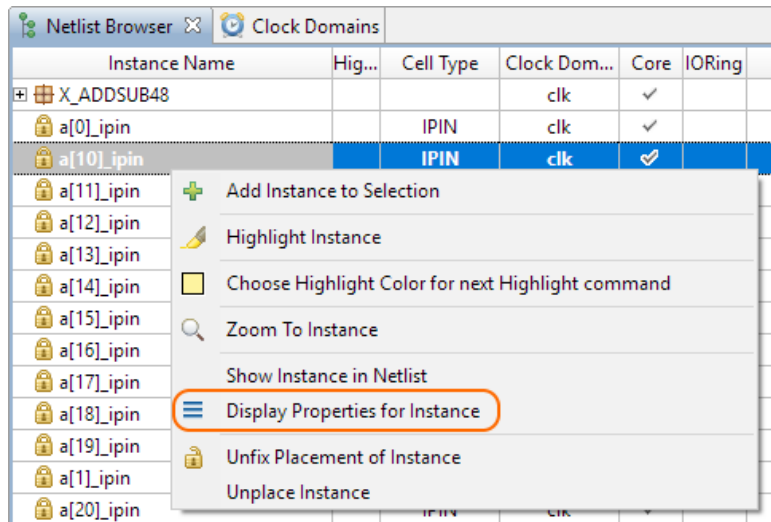 Netlist Browser Clock Domains
Instance Name Hig... Cell Type Clock Dom... Core IORing
X_ADDSUB48 clk
a[0]_ipin IPIN clk
a[10]_ipin IPIN clk
a[11]_ipin
Add Instance to Selection
a[12]_ipin
Highlight Instance
a[13]_ipin
a[14]_ipin
Choose Highlight Color for next Highlight command
a[15]_ipin
Zoom To Instance
a[16]_ipin
a[17]_ipin
Show Instance in Netlist
a[18]_ipin
Display Properties for Instance
a[19]_ipin
Unfix Placement of Instance
a[1]_ipin
Unplace Instance
a[20]_ipin IPIN clk